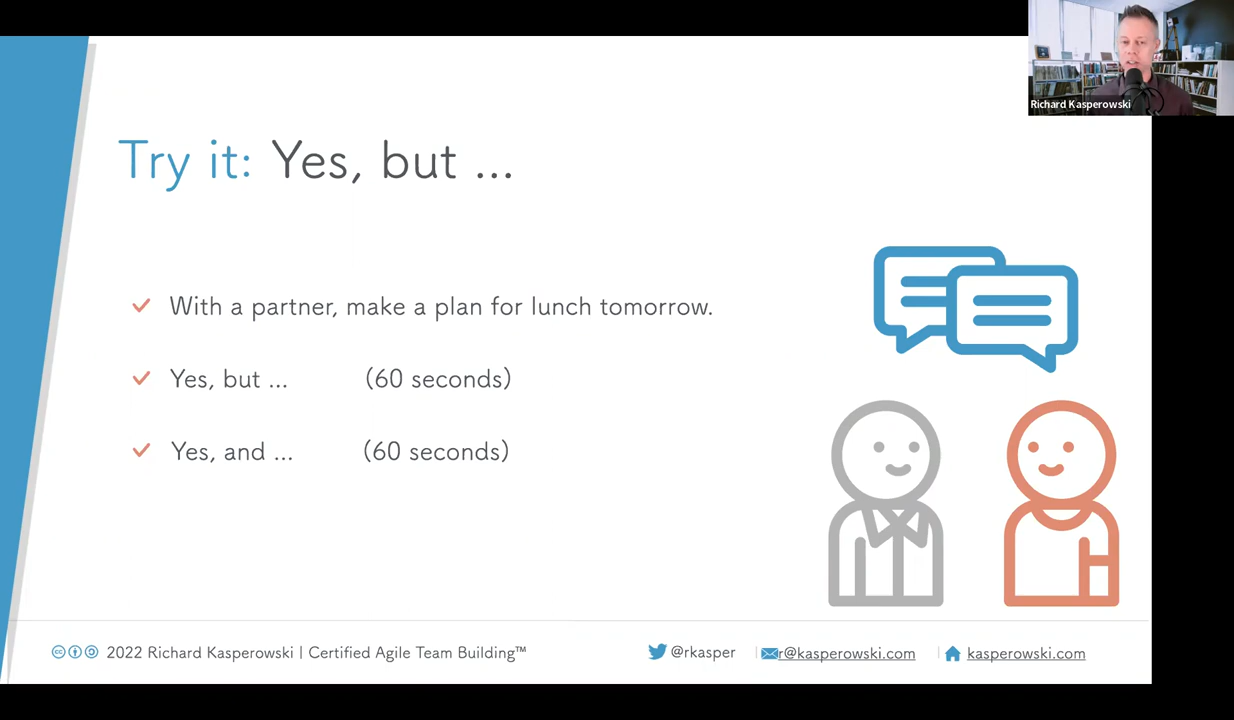 Richard Kasperowski
Try it: Yes, but ...
With a partner, make a plan for lunch tomorrow.
Yes, but ... (60 seconds)
Yes, and ... (60 seconds)
2022 Richard Kasperowski | Certified Agile Team Building™
@rkasper | r@kasperowski.com | kasperowski.com